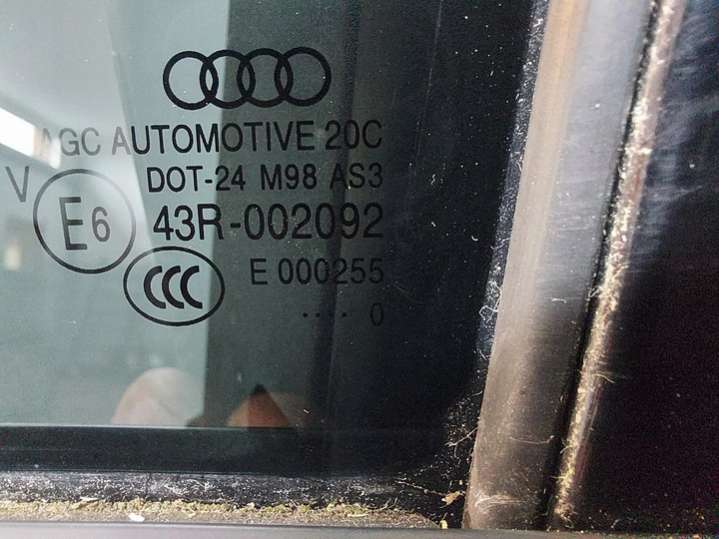 AGC AUTOMOTIVE 20C
DOT-24 M98 AS3
V E6 43R-002092
CCC E 000255
.... 0